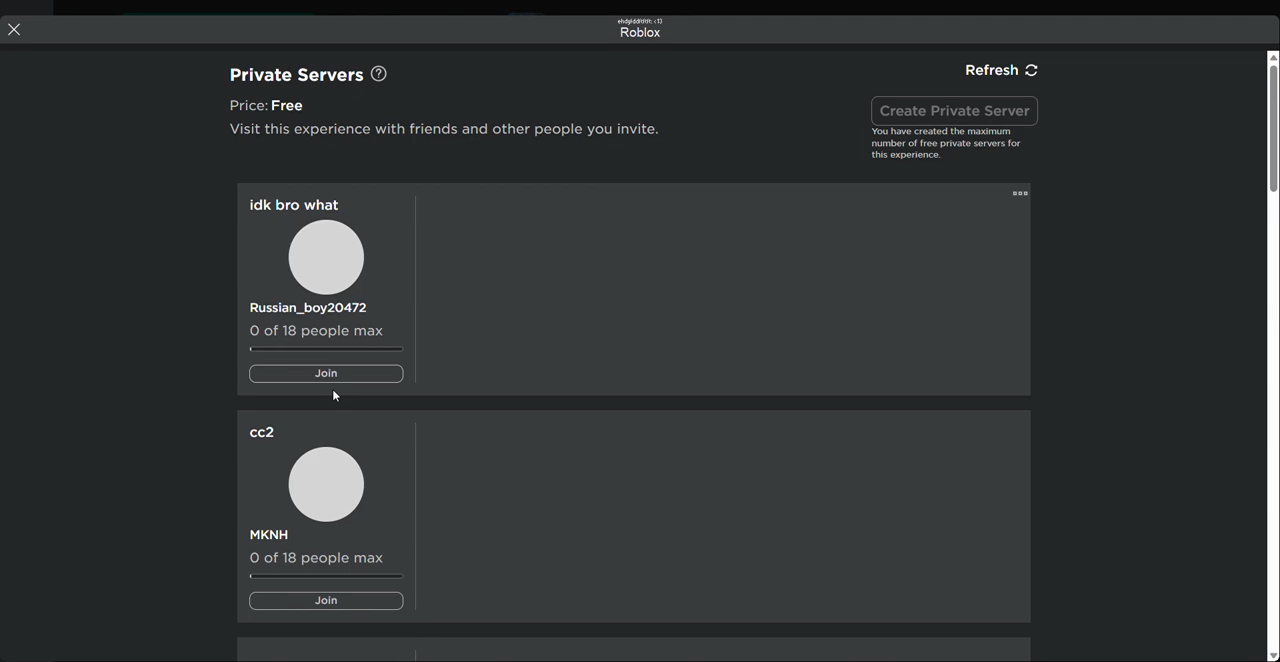 Roblox
Private Servers
Refresh
Price: Free
Create Private Server
Visit this experience with friends and other people you invite.
You have created the maximum
number of free private servers for
this experience.
idk bro what
Russian_boy20472
0 of 18 people max
Join
cc2
MKNH
0 of 18 people max
Join